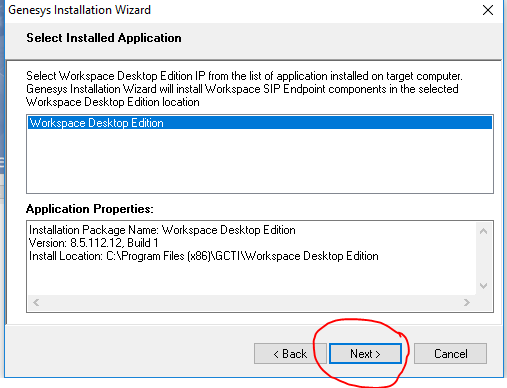 Genesys Installation Wizard
Select Installed Application
Select Workspace Desktop Edition IP from the list of application installed on target computer.
Genesys Installation Wizard will install Workspace SIP Endpoint components in the selected
Workspace Desktop Edition location
Workspace Desktop Edition
Application Properties:
Installation Package Name: Workspace Desktop Edition
Version: 8.5.112.12, Build 1
Install Location: C:\Program Files (x86)\GCTI\Workspace Desktop Edition
< Back
Next >
Cancel